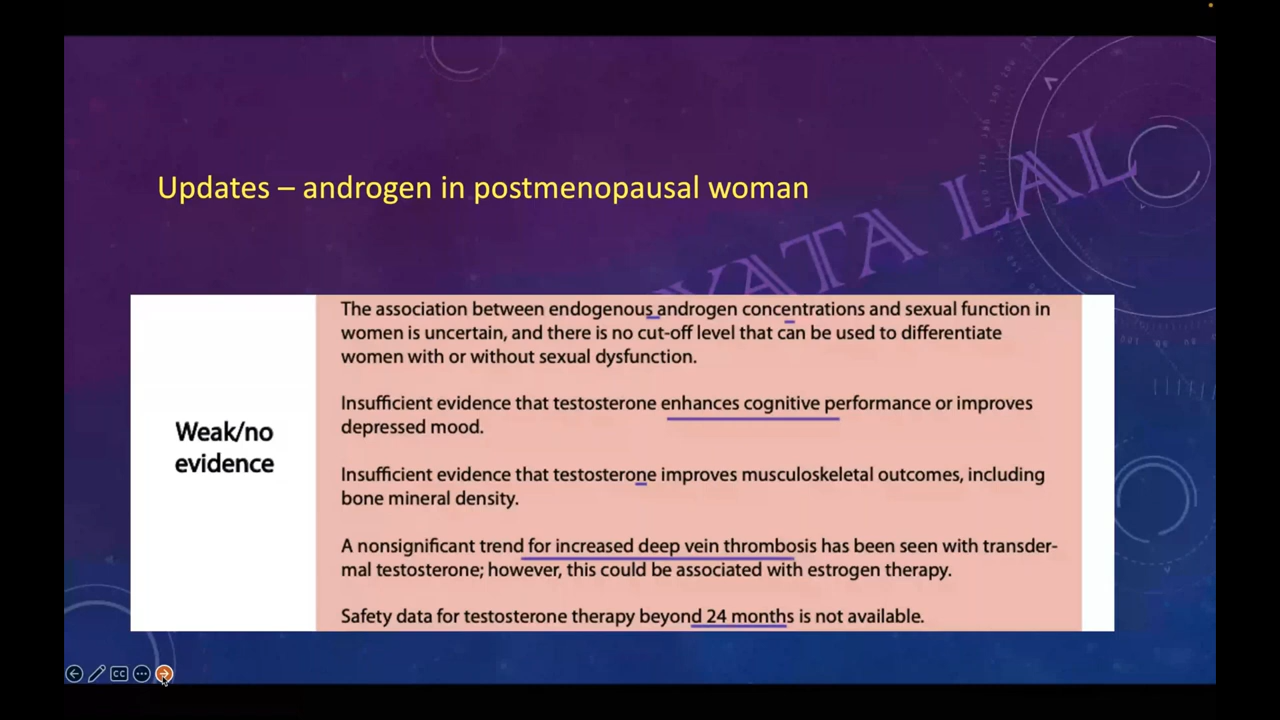 Updates – androgen in postmenopausal woman
YATA LAL
Weak/no
evidence
The association between endogenous androgen concentrations and sexual function in
women is uncertain, and there is no cut-off level that can be used to differentiate
women with or without sexual dysfunction.
Insufficient evidence that testosterone enhances cognitive performance or improves
depressed mood.
Insufficient evidence that testosterone improves musculoskeletal outcomes, including
bone mineral density.
A nonsignificant trend for increased deep vein thrombosis has been seen with transder-
mal testosterone; however, this could be associated with estrogen therapy.
Safety data for testosterone therapy beyond 24 months is not available.
CC